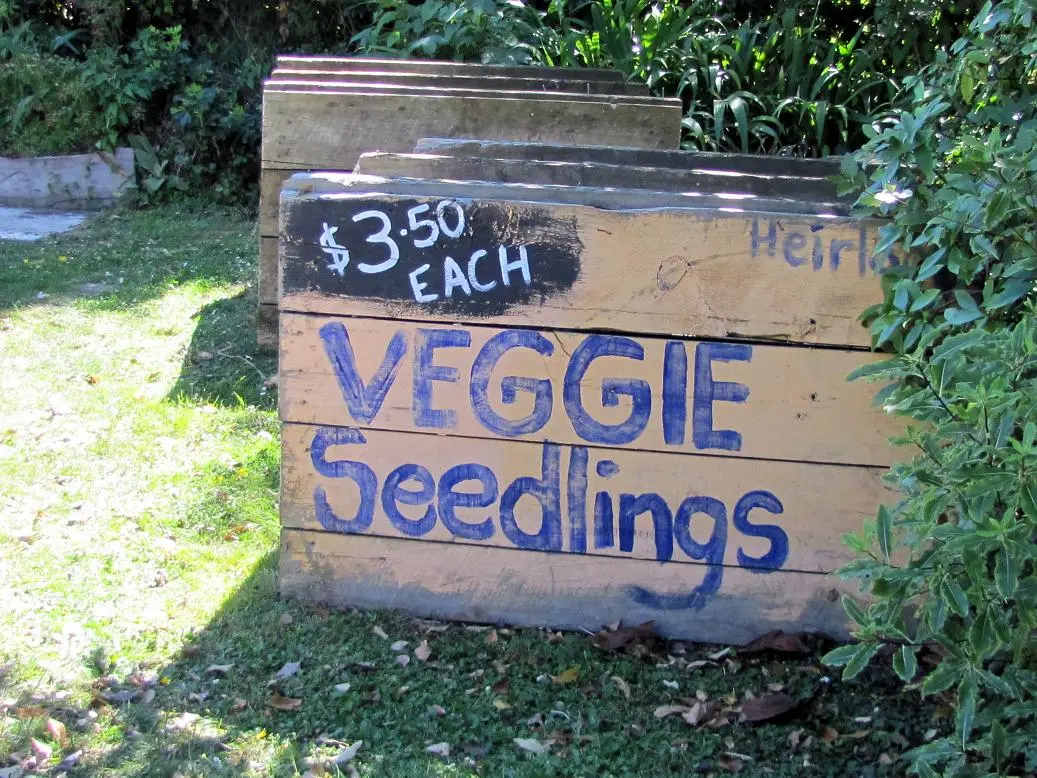 $3.50
EACH
VEGGIE
Seedlings